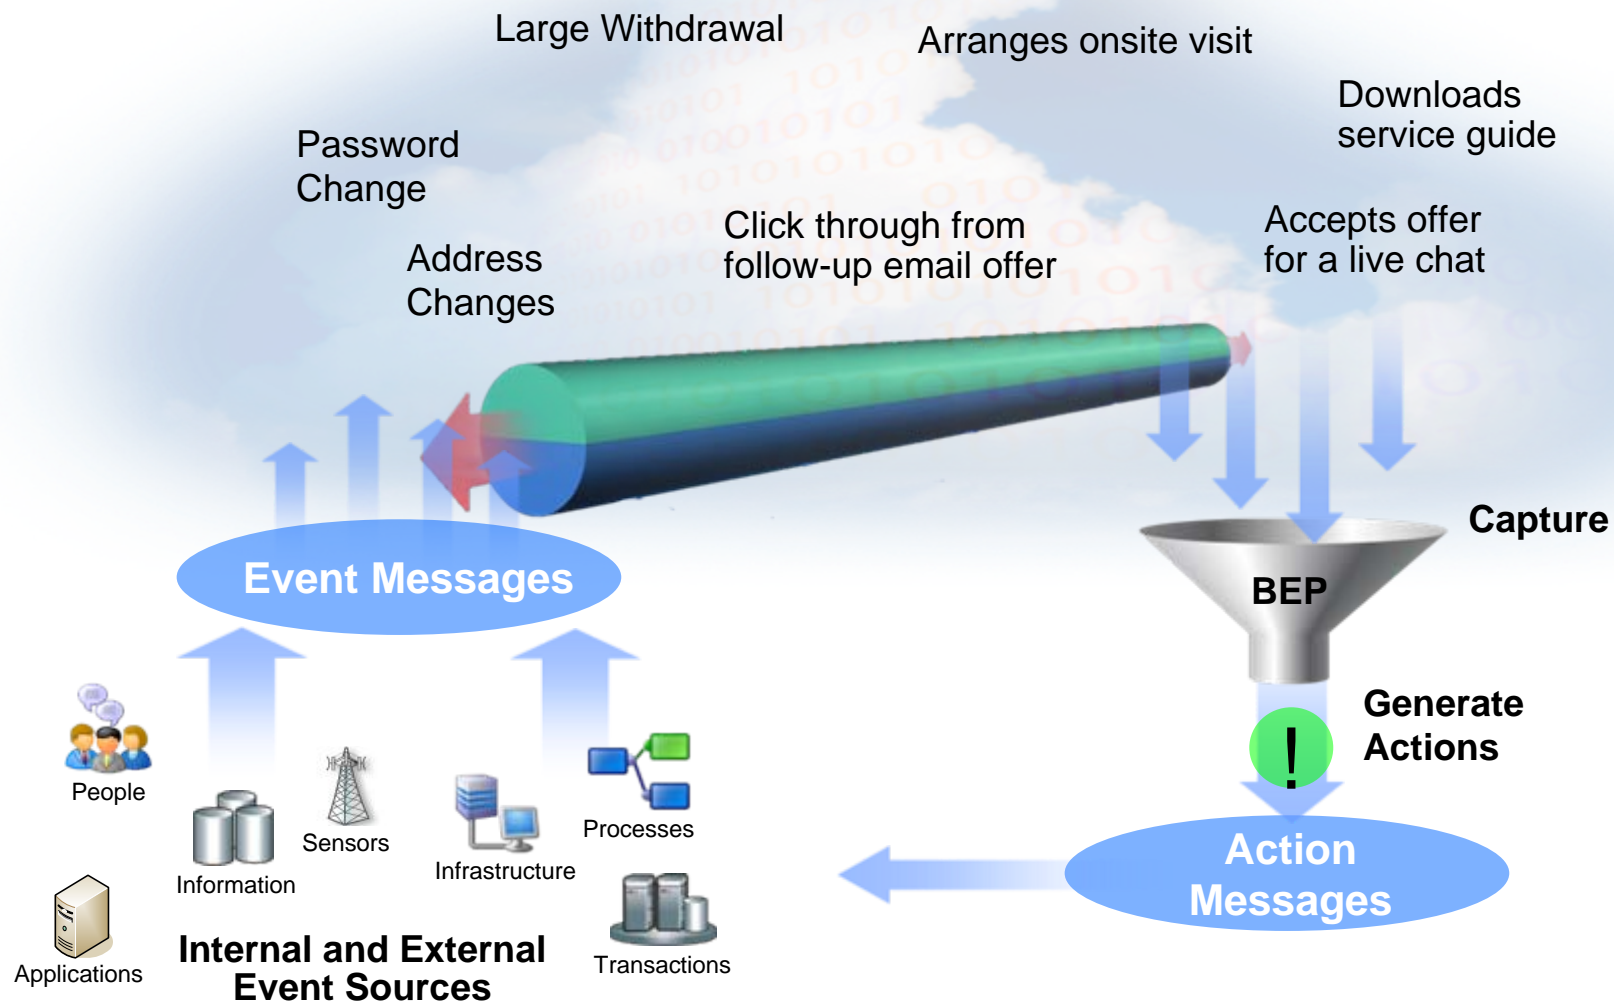 Large Withdrawal
Arranges onsite visit
Downloads
service guide
Password
Change
Click through from
follow-up email offer
Accepts offer
for a live chat
Address
Changes
Capture
Event Messages
BEP
Generate
Actions
!
People
Sensors
Processes
Information
Infrastructure
Action
Messages
Applications
Transactions
Internal and External
Event Sources